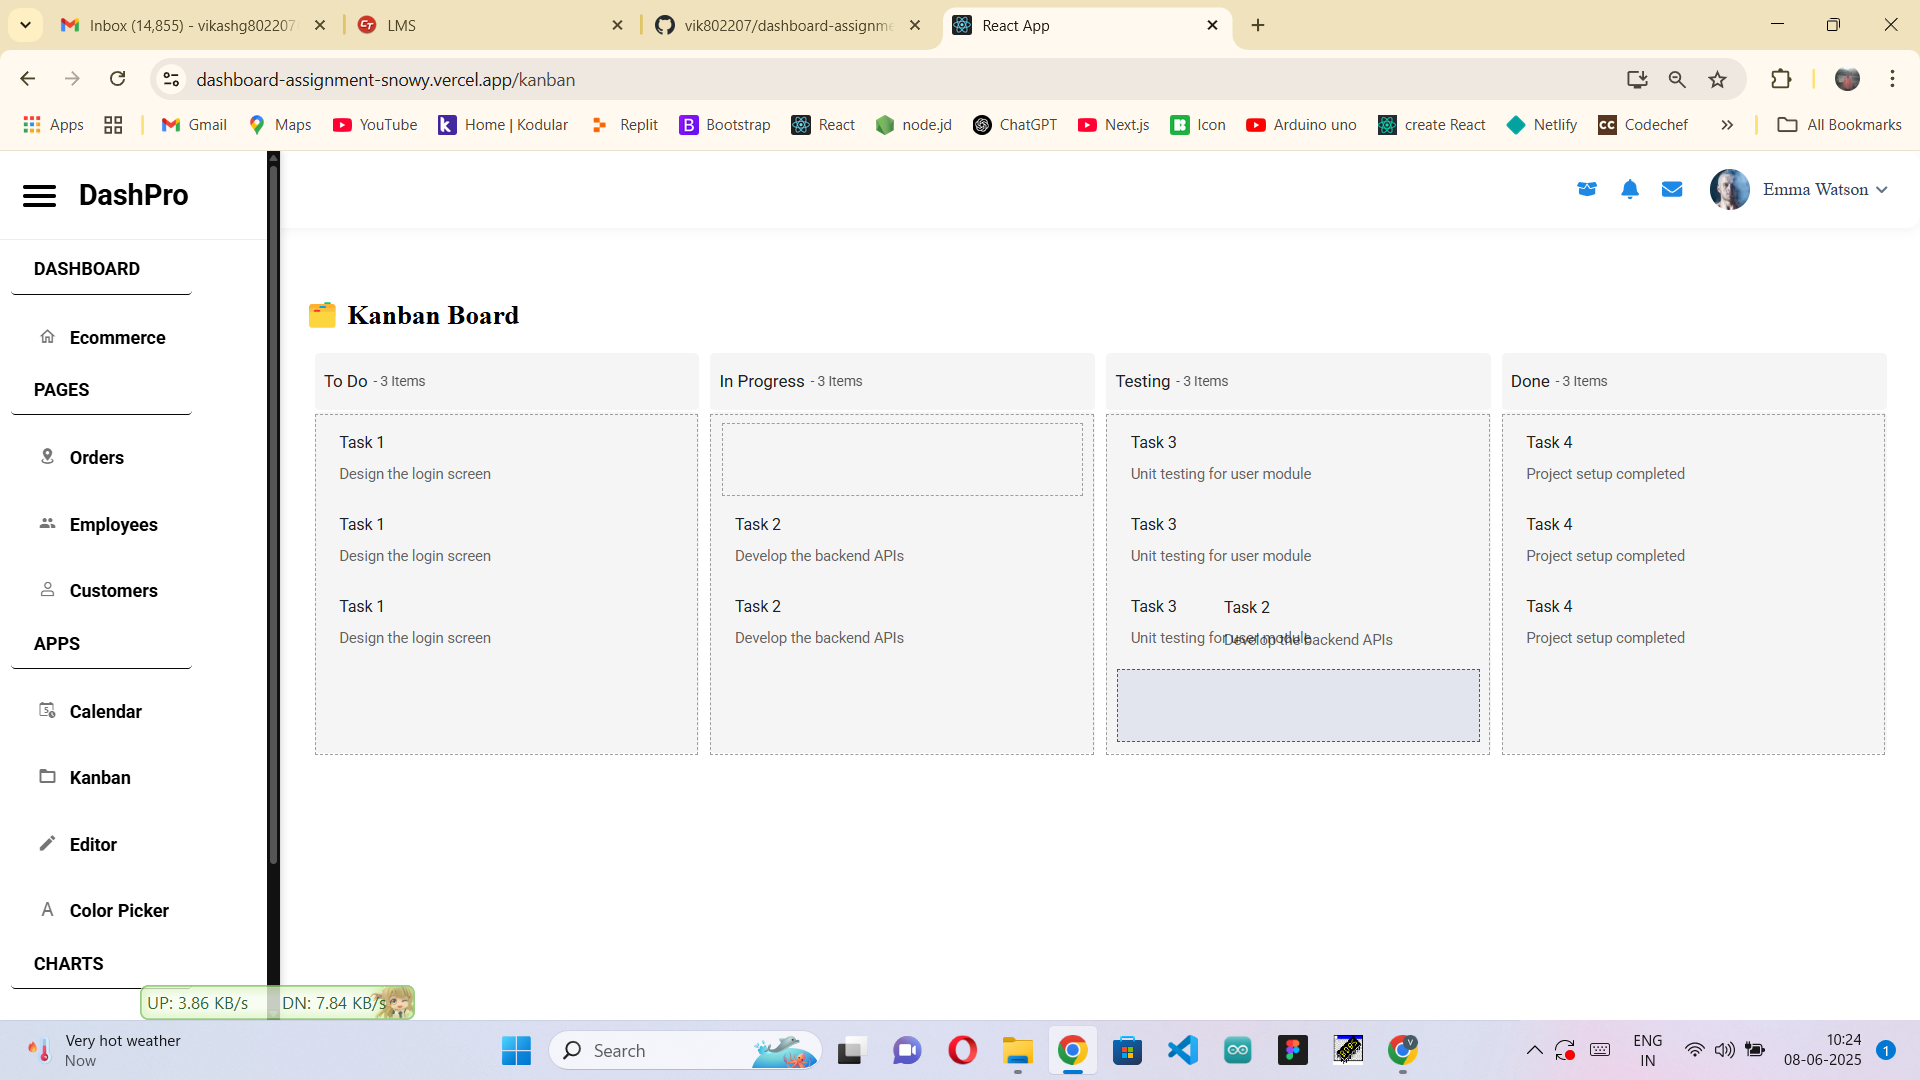 Inbox (14,855) - vikashg802207
LMS
vik802207/dashboard-assignme
React App
dashboard-assignment-snowy.vercel.app/kanban
Apps
Gmail
Maps
YouTube
Home | Kodular
Replit
Bootstrap
React
node.jd
ChatGPT
Next.js
Icon
Arduino uno
create React
Netlify
Codechef
All Bookmarks
DashPro
Emma Watson
DASHBOARD
Ecommerce
PAGES
Orders
Employees
Customers
APPS
Calendar
Kanban
Editor
Color Picker
CHARTS
Kanban Board
To Do - 3 Items
Task 1
Design the login screen
Task 1
Design the login screen
Task 1
Design the login screen
In Progress - 3 Items
Task 2
Develop the backend APIs
Task 2
Develop the backend APIs
Testing - 3 Items
Task 3
Unit testing for user module
Task 3
Unit testing for user module
Task 3
Unit testing for user module
Task 2
Develop the backend APIs
Done - 3 Items
Task 4
Project setup completed
Task 4
Project setup completed
Task 4
Project setup completed
UP: 3.86 KB/s DN: 7.84 KB/s
Very hot weather
Now
Search
ENG
IN
10:24
08-06-2025
1